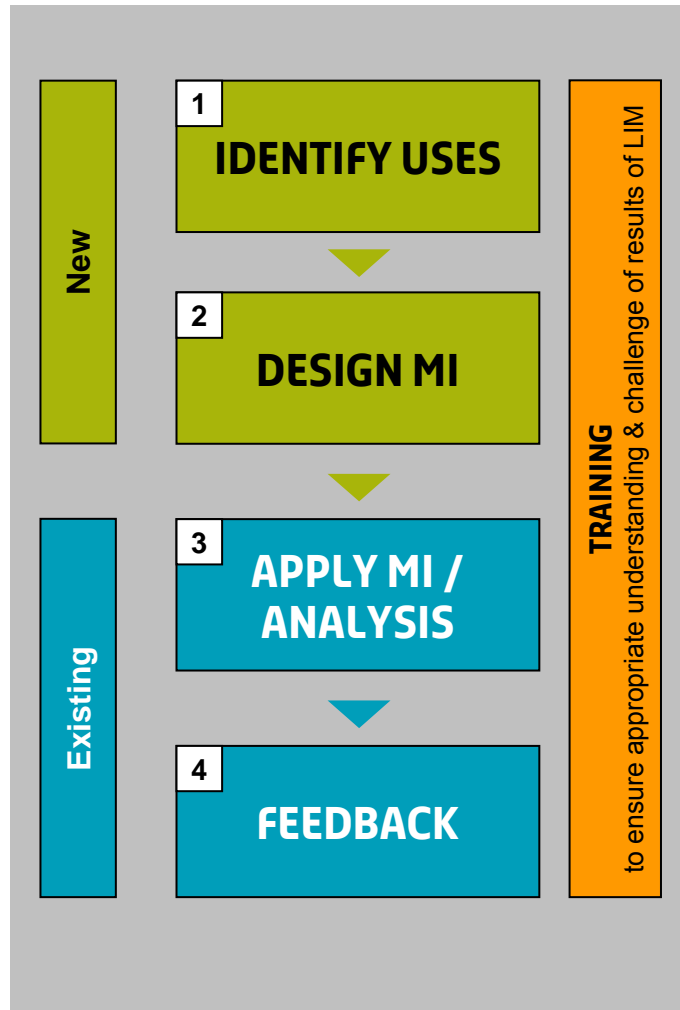 New
1
IDENTIFY USES
2
DESIGN MI
Existing
3
APPLY MI /
ANALYSIS
4
FEEDBACK
TRAINING
to ensure appropriate understanding & challenge of results of LIM